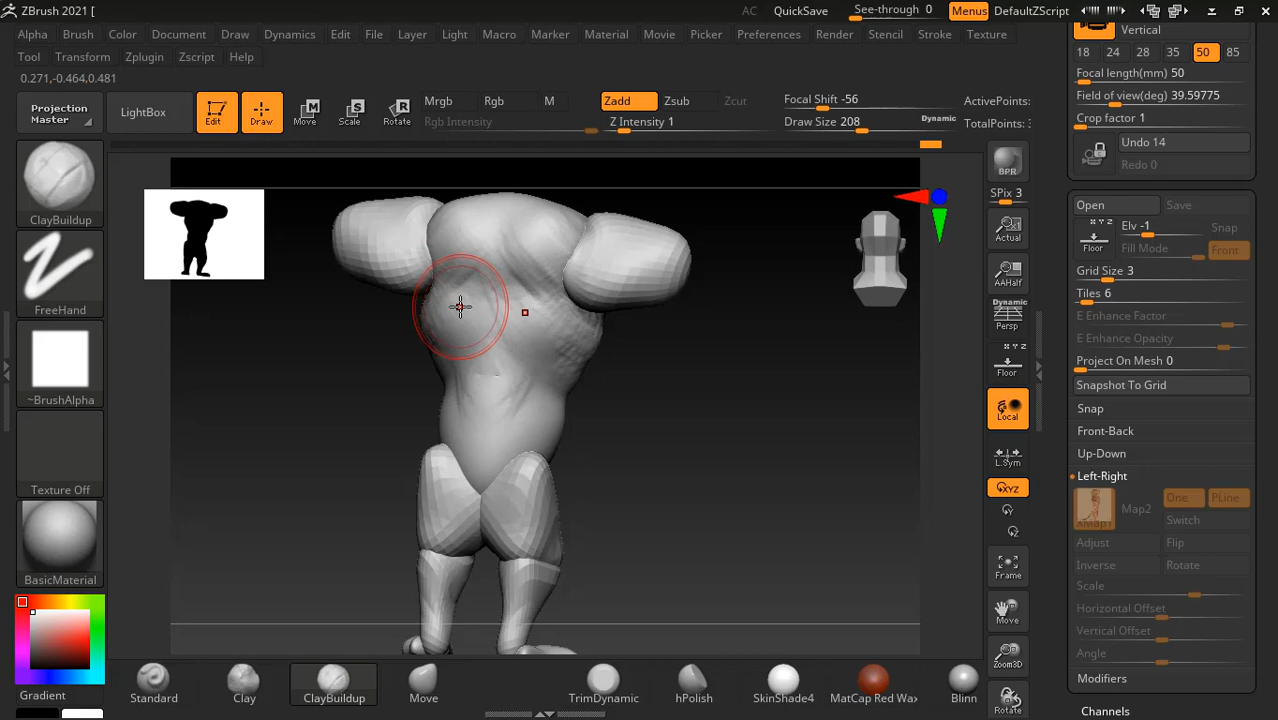 ZBrush 2021 [
AC QuickSave See-through 0 Menus DefaultZScript
Alpha Brush Color Document Draw Dynamics Edit File Layer Light Macro Marker Material Movie Picker Preferences Render Stencil Stroke Texture
Tool Transform Zplugin Zscript Help
0.271,-0.464,0.481
Projection Master
LightBox
Edit
Draw
Move
Scale
Rotate
Mrgb Rgb M
Rgb Intensity
Zadd Zsub Zcut
Z Intensity 1
Focal Shift -56
Draw Size 208
Dynamic
ActivePoints:
TotalPoints:
ClayBuildup
FreeHand
~BrushAlpha
Texture Off
BasicMaterial
Gradient
BPR
SPix 3
Actual
AAHalf
Dynamic
Persp
X Y Z
Floor
Local
L.Sym
XYZ
Y
Z
Frame
Move
Zoom3D
Rotate
Vertical
18 24 28 35 50 85
Focal length(mm) 50
Field of view(deg) 39.59775
Crop factor 1
Undo 14
Redo 0
Open Save
X Y Z
Floor
Elv -1
Snap
Fill Mode
Front
Grid Size 3
Tiles 6
E Enhance Factor
E Enhance Opacity
Project On Mesh 0
Snapshot To Grid
Snap
Front-Back
Up-Down
Left-Right
XMap1
Map2
One
PLine
Switch
Adjust Flip
Inverse Rotate
Scale
Horizontal Offset
Vertical Offset
Angle
Modifiers
Channels
Standard
Clay
ClayBuildup
Move
TrimDynamic
hPolish
SkinShade4
MatCap Red Wax
Blinn